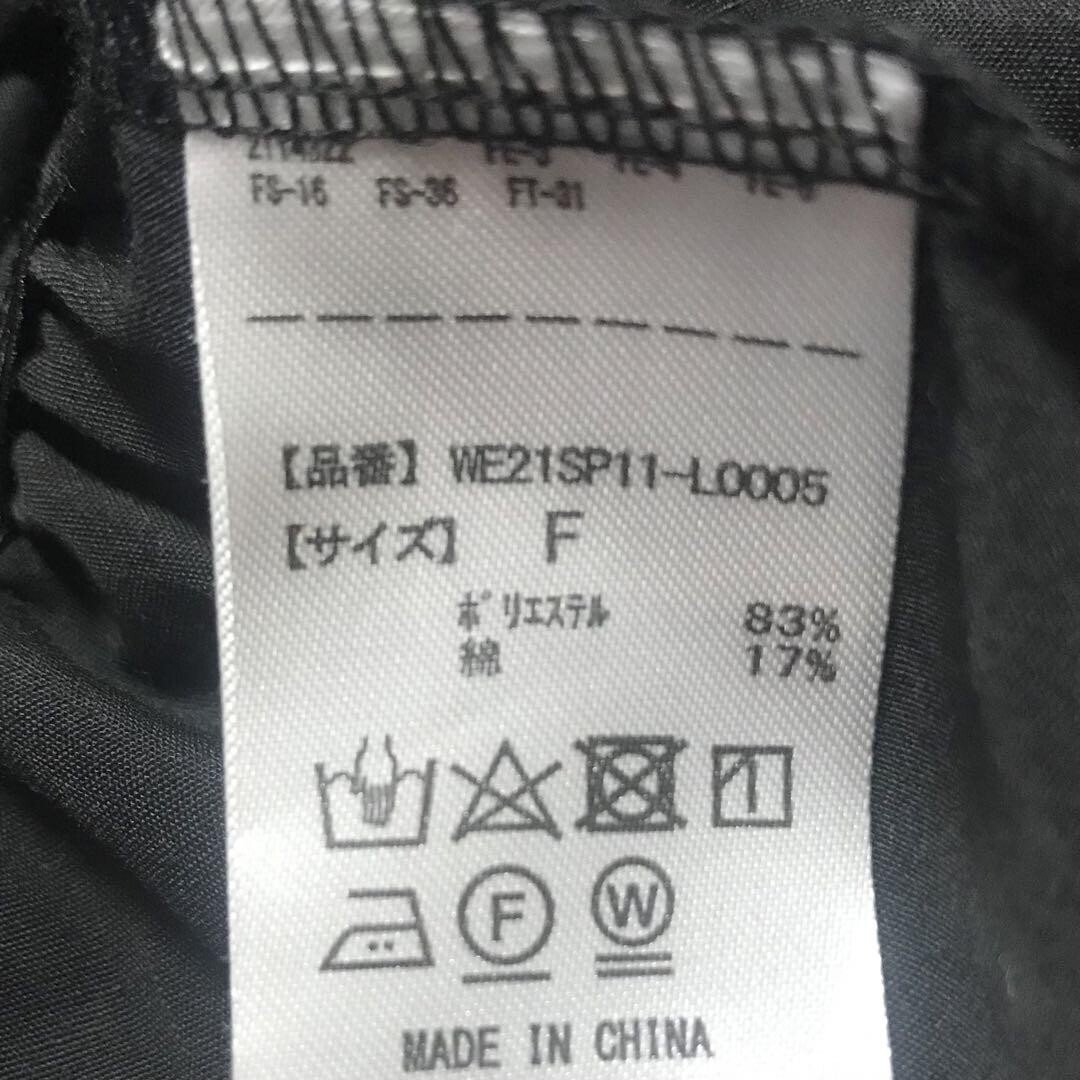 FS-16 FS-36 FT-31
【品番】 WE21SP11-L0005
【サイズ】 F
ポリエステル 83%
綿 17%
F W
MADE IN CHINA